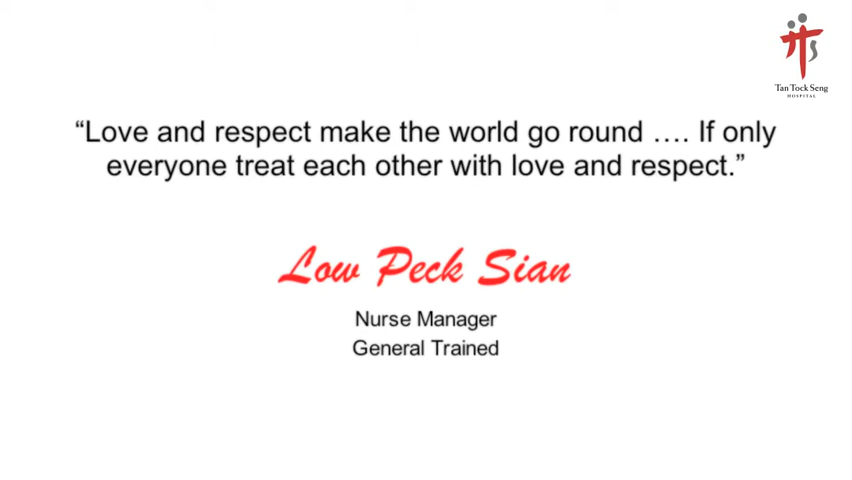 Tan Tock Seng
HOSPITAL
“Love and respect make the world go round …. If only
everyone treat each other with love and respect.”
Low Peck Sian
Nurse Manager
General Trained